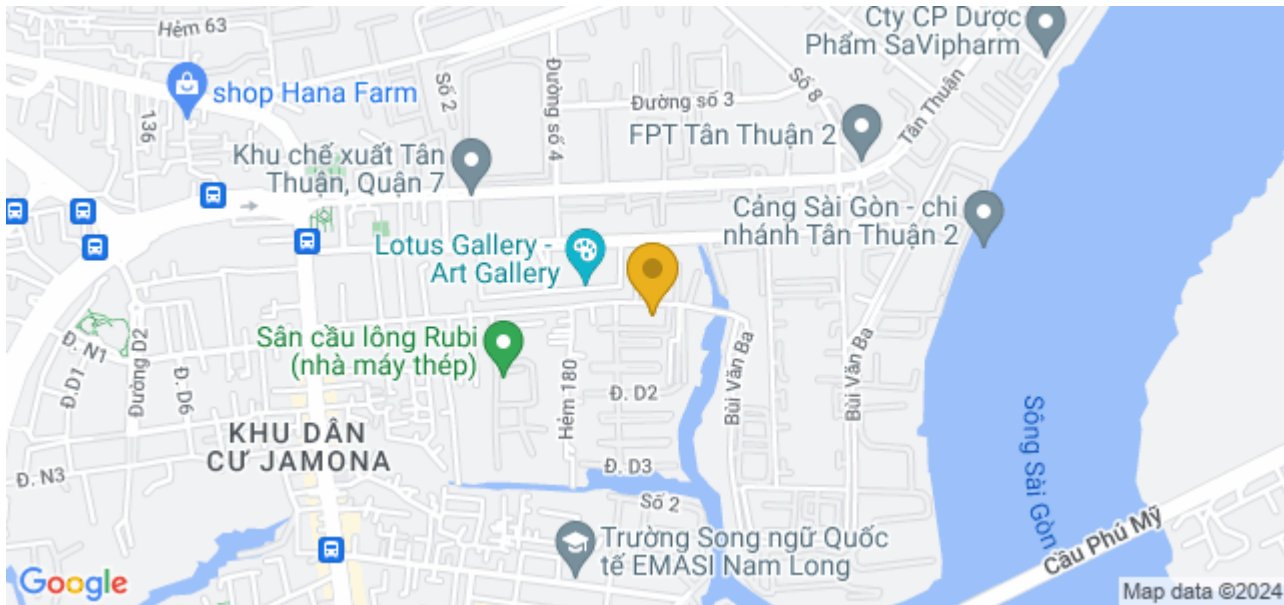 Hẻm 63
Cty CP Dược
Phẩm SaVipharm
shop Hana Farm
136
Số 2
Đường số 4
Đường số 3
Số 8
Tân Thuận
FPT Tân Thuận 2
Khu chế xuất Tân
Thuận, Quận 7
Cảng Sài Gòn - chi
nhánh Tân Thuận 2
Lotus Gallery -
Art Gallery
Sân cầu lông Rubi
(nhà máy thép)
Đ. N1
Đ.D1
Đường D2
Đ. D6
Hẻm 180
Đ. D2
Bùi Văn Ba
Bùi Văn Ba
KHU DÂN
CƯ JAMONA
Đ. N3
Đ. D3
Số 2
Sông Sài Gòn
Cầu Phú Mỹ
Trường Song ngữ Quốc
tế EMASI Nam Long
Google
Map data ©2024